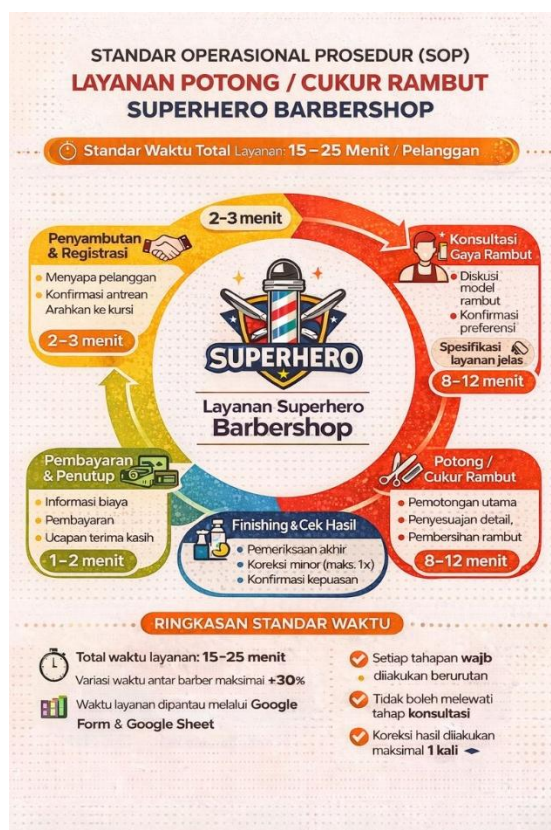 STANDAR OPERASIONAL PROSEDUR (SOP)
LAYANAN POTONG / CUKUR RAMBUT
SUPERHERO BARBERSHOP
Standar Waktu Total Layanan: 15 – 25 Menit / Pelanggan
2-3 menit
Penyambutan
& Registrasi
Menyapa pelanggan
Konfirmasi antrean
Arahkan ke kursi
2-3 menit
Konsultasi
Gaya Rambut
Diskusi
model
rambut
Konfirmasi
preferensi
Spesifikasi
layanan jelas
8–12 menit
SUPERHERO
Layanan Superhero
Barbershop
Pembayaran
& Penutup
Informasi biaya
Pembayaran
Ucapan terima kasih
1–2 menit
Finishing & Cek Hasil
Pemeriksaan akhir
Koreksi minor (maks. 1x)
Konfirmasi kepuasan
Potong /
Cukur Rambut
Pemotongan utama
Penyesuajan detail,
Pembersihan rambut
8–12 menit
RINGKASAN STANDAR WAKTU
Total waktu layanan: 15-25 menit
Variasi waktu antar barber maksimal +30%
Waktu layanan dipantau melalui Google
Form & Google Sheet
Setiap tahapan wajb
diiakukan berurutan
Tidak boleh melewati
tahap konsultasi
Koreksi hasil diiakukan
maksimal 1 kali